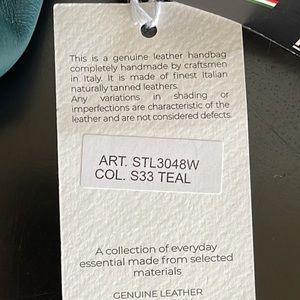 This is a genuine leather handbag
completely handmade by craftsmen
in Italy. It is made of finest Italian
naturally tanned leathers.
Any variations in shading or
imperfections are characteristic of the
leather and are not considered defects
ART. STL3048W
COL. S33 TEAL
A collection of everyday
essential made from selected
materials
GENUINE LEATHER